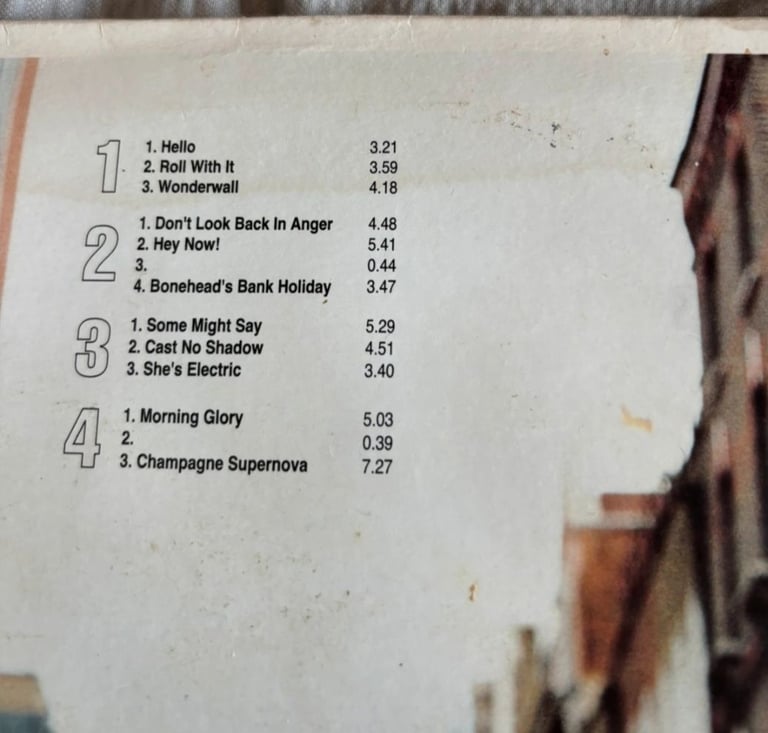 1
1. Hello 3.21
2. Roll With It 3.59
3. Wonderwall 4.18
2
1. Don't Look Back In Anger 4.48
2. Hey Now! 5.41
3. 0.44
4. Bonehead's Bank Holiday 3.47
3
1. Some Might Say 5.29
2. Cast No Shadow 4.51
3. She's Electric 3.40
4
1. Morning Glory 5.03
2. 0.39
3. Champagne Supernova 7.27